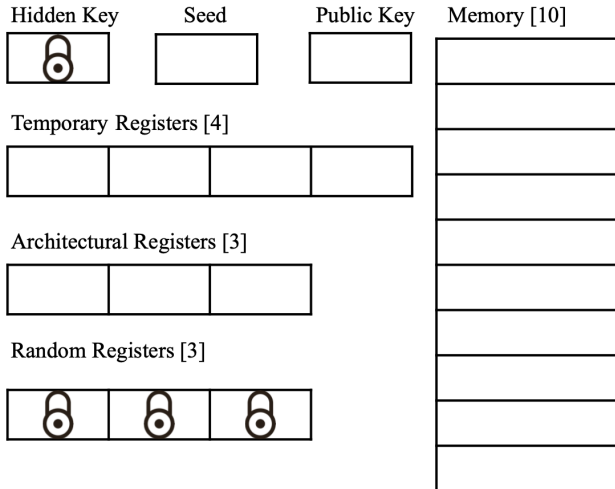 Hidden Key
Seed
Public Key
Memory [10]
Temporary Registers [4]
Architectural Registers [3]
Random Registers [3]